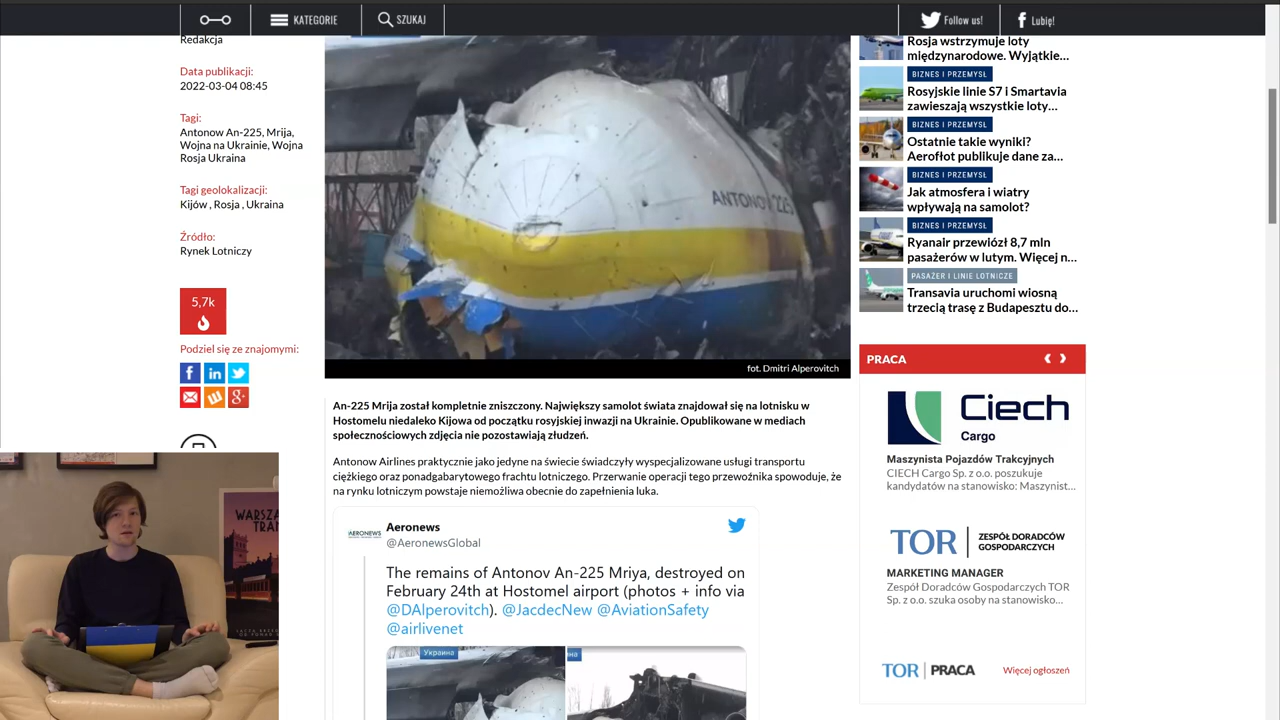 KATEGORIE
SZUKAJ
Follow us!
Lubię!
Redakcja
Data publikacji:
2022-03-04 08:45
Tagi:
Antonow An-225, Mrija,
Wojna na Ukrainie, Wojna
Rosja Ukraina
Tagi geolokalizacji:
Kijów , Rosja , Ukraina
Źródło:
Rynek Lotniczy
5,7k
Podziel się ze znajomymi:
ANTONOV 225
fot. Dmitri Alperovitch
An-225 Mrija został kompletnie zniszczony. Największy samolot świata znajdował się na lotnisku w
Hostomelu niedaleko Kijowa od początku rosyjskiej inwazji na Ukrainie. Opublikowane w mediach
społecznościowych zdjęcia nie pozostawiają złudzeń.
Antonow Airlines praktycznie jako jedyne na świecie świadczyły wyspecjalizowane usługi transportu
ciężkiego oraz ponadgabarytowego frachtu lotniczego. Przerwanie operacji tego przewoźnika spowoduje, że
na rynku lotniczym powstaje niemożliwa obecnie do zapełnienia luka.
AERONEWS
Aeronews
@AeronewsGlobal
The remains of Antonov An-225 Mriya, destroyed on
February 24th at Hostomel airport (photos + info via
@DAlperovitch). @JacdecNew @AviationSafety
@airlivenet
Украина
Rosja wstrzymuje loty
międzynarodowe. Wyjątkie...
BIZNES I PRZEMYSŁ
Rosyjskie linie S7 i Smartavia
zawieszają wszystkie loty...
BIZNES I PRZEMYSŁ
Ostatnie takie wyniki?
Aerofłot publikuje dane za...
BIZNES I PRZEMYSŁ
Jak atmosfera i wiatry
wpływają na samolot?
BIZNES I PRZEMYSŁ
Ryanair przewiózł 8,7 mln
pasażerów w lutym. Więcej n...
PASAŻER I LINIE LOTNICZE
Transavia uruchomi wiosną
trzecią trasę z Budapesztu do...
PRACA
Ciech
Cargo
Maszynista Pojazdów Trakcyjnych
CIECH Cargo Sp. z o.o. poszukuje
kandydatów na stanowisko: Maszynist...
TOR
ZESPÓŁ DORADCÓW
GOSPODARCZYCH
MARKETING MANAGER
Zespół Doradców Gospodarczych TOR
Sp. z o.o. szuka osoby na stanowisko...
TOR PRACA
Więcej ogłoszeń